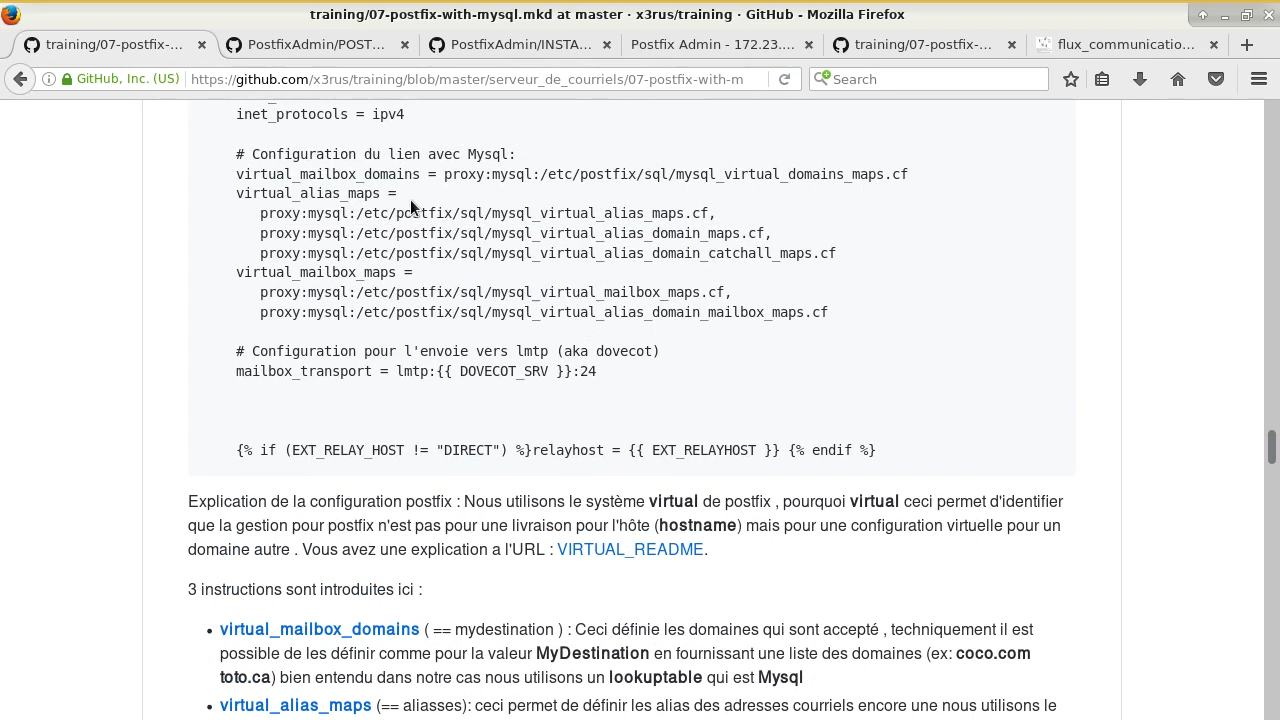 training/07-postfix-with-mysql.mkd at master · x3rus/training · GitHub - Mozilla Firefox
training/07-postfix-...
PostfixAdmin/POST...
PostfixAdmin/INSTA...
Postfix Admin - 172.23....
training/07-postfix-...
flux_communicatio...
GitHub, Inc. (US)
https://github.com/x3rus/training/blob/master/serveur_de_courriels/07-postfix-with-m
Search
inet_protocols = ipv4
# Configuration du lien avec Mysql:
virtual_mailbox_domains = proxy:mysql:/etc/postfix/sql/mysql_virtual_domains_maps.cf
virtual_alias_maps =
proxy:mysql:/etc/postfix/sql/mysql_virtual_alias_maps.cf,
proxy:mysql:/etc/postfix/sql/mysql_virtual_alias_domain_maps.cf,
proxy:mysql:/etc/postfix/sql/mysql_virtual_alias_domain_catchall_maps.cf
virtual_mailbox_maps =
proxy:mysql:/etc/postfix/sql/mysql_virtual_mailbox_maps.cf,
proxy:mysql:/etc/postfix/sql/mysql_virtual_alias_domain_mailbox_maps.cf
# Configuration pour l'envoie vers lmtp (aka dovecot)
mailbox_transport = lmtp:{{ DOVECOT_SRV }}:24
{% if (EXT_RELAY_HOST != "DIRECT") %}relayhost = {{ EXT_RELAYHOST }} {% endif %}
Explication de la configuration postfix : Nous utilisons le système virtual de postfix , pourquoi virtual ceci permet d'identifier
que la gestion pour postfix n'est pas pour une livraison pour l'hôte (hostname) mais pour une configuration virtuelle pour un
domaine autre . Vous avez une explication a l'URL : VIRTUAL_README.
3 instructions sont introduites ici :
• virtual_mailbox_domains ( == mydestination ) : Ceci définie les domaines qui sont accepté , techniquement il est
possible de les définir comme pour la valeur MyDestination en fournissant une liste des domaines (ex: coco.com
toto.ca) bien entendu dans notre cas nous utilisons un lookuptable qui est Mysql
• virtual_alias_maps (== aliasses): ceci permet de définir les alias des adresses courriels encore une nous utilisons le